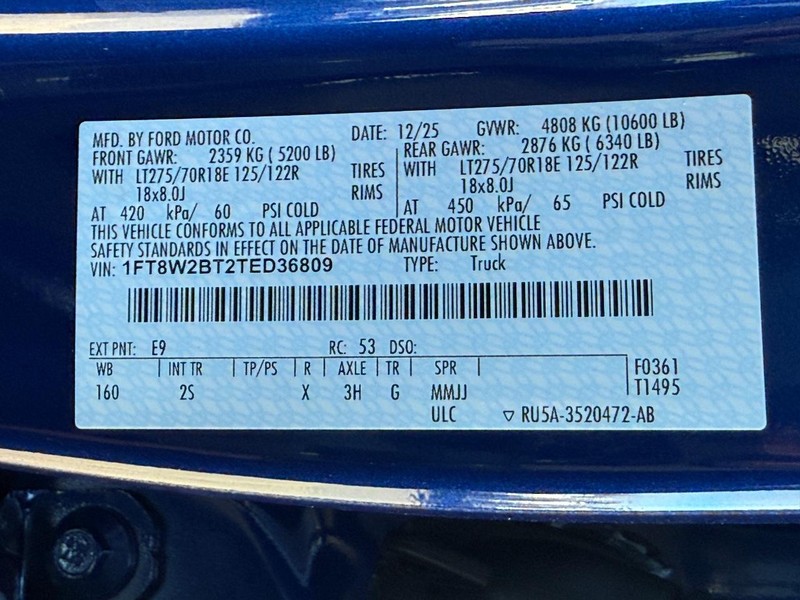 MFD. BY FORD MOTOR CO. DATE: 12/25 GVWR: 4808 KG (10600 LB)
FRONT GAWR: 2359 KG ( 5200 LB) REAR GAWR: 2876 KG ( 6340 LB)
WITH LT275/70R18E 125/122R TIRES WITH LT275/70R18E 125/122R TIRES
18x8.0J RIMS 18x8.0J RIMS
AT 420 kPa/ 60 PSI COLD AT 450 kPa/ 65 PSI COLD
THIS VEHICLE CONFORMS TO ALL APPLICABLE FEDERAL MOTOR VEHICLE
SAFETY STANDARDS IN EFFECT ON THE DATE OF MANUFACTURE SHOWN ABOVE.
VIN: 1FT8W2BT2TED36809 TYPE: Truck
EXT PNT: E9 RC: 53 DSO:
WB INT TR TP/PS R AXLE TR SPR F0361
160 2S X 3H G MMJJ T1495
ULC RU5A-3520472-AB